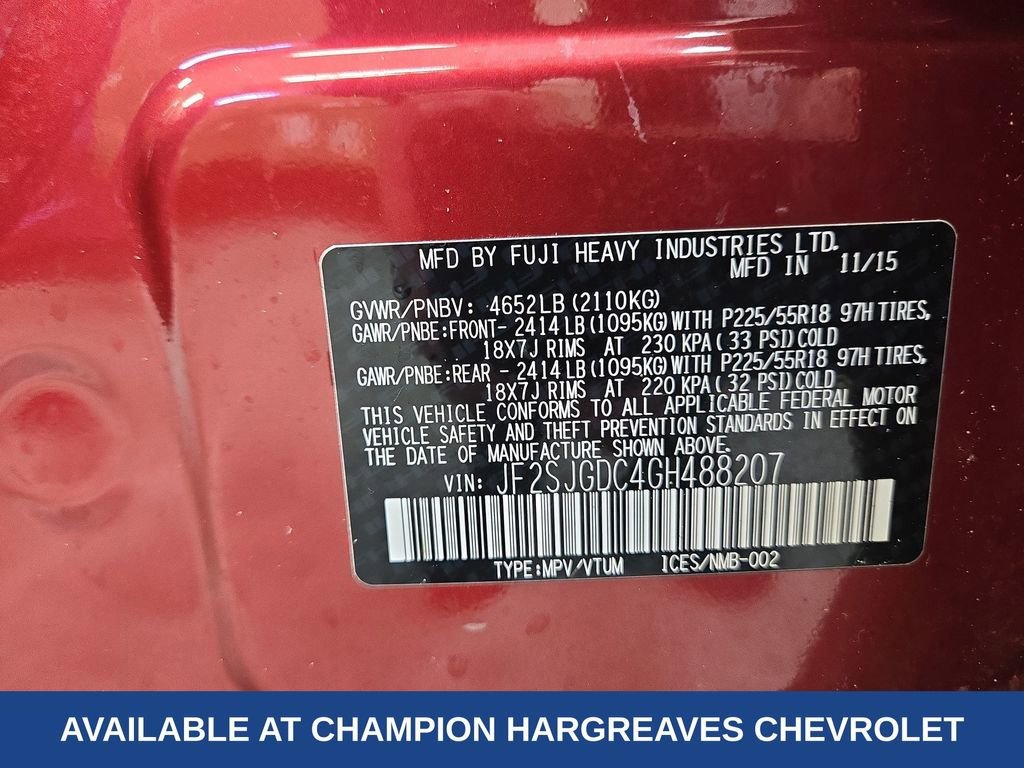 MFD BY FUJI HEAVY INDUSTRIES LTD.
MFD IN 11/15
GVWR/PNBV: 4652LB (2110KG)
GAWR/PNBE:FRONT- 2414LB(1095KG)WITH P225/55R18 97H TIRES,
18X7J RIMS AT 230 KPA( 33 PSI)COLD
GAWR/PNBE:REAR - 2414LB(1095KG)WITH P225/55R18 97H TIRES,
18X7J RIMS AT 220 KPA( 32 PSI)COLD
THIS VEHICLE CONFORMS TO ALL APPLICABLE FEDERAL MOTOR
VEHICLE SAFETY AND THEFT PREVENTION STANDARDS IN EFFECT ON
THE DATE OF MANUFACTURE SHOWN ABOVE.
VIN: JF2SJGDC4GH488207
TYPE:MPV/VTUM ICES/NMB-002
AVAILABLE AT CHAMPION HARGREAVES CHEVROLET